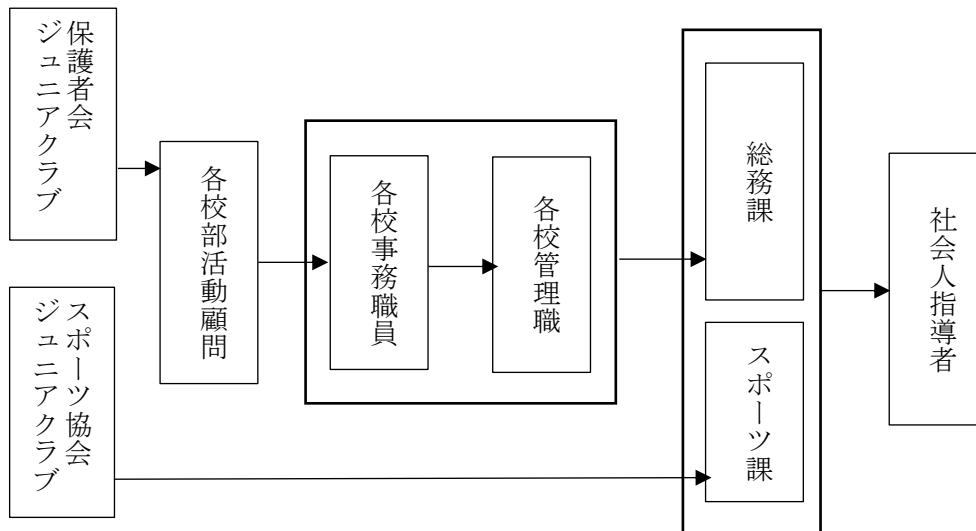 保護者会
ジュニアクラブ
各校部活動顧問
各校事務職員
各校管理職
総務課
社会人指導者
スポーツ協会
ジュニアクラブ
スポーツ課